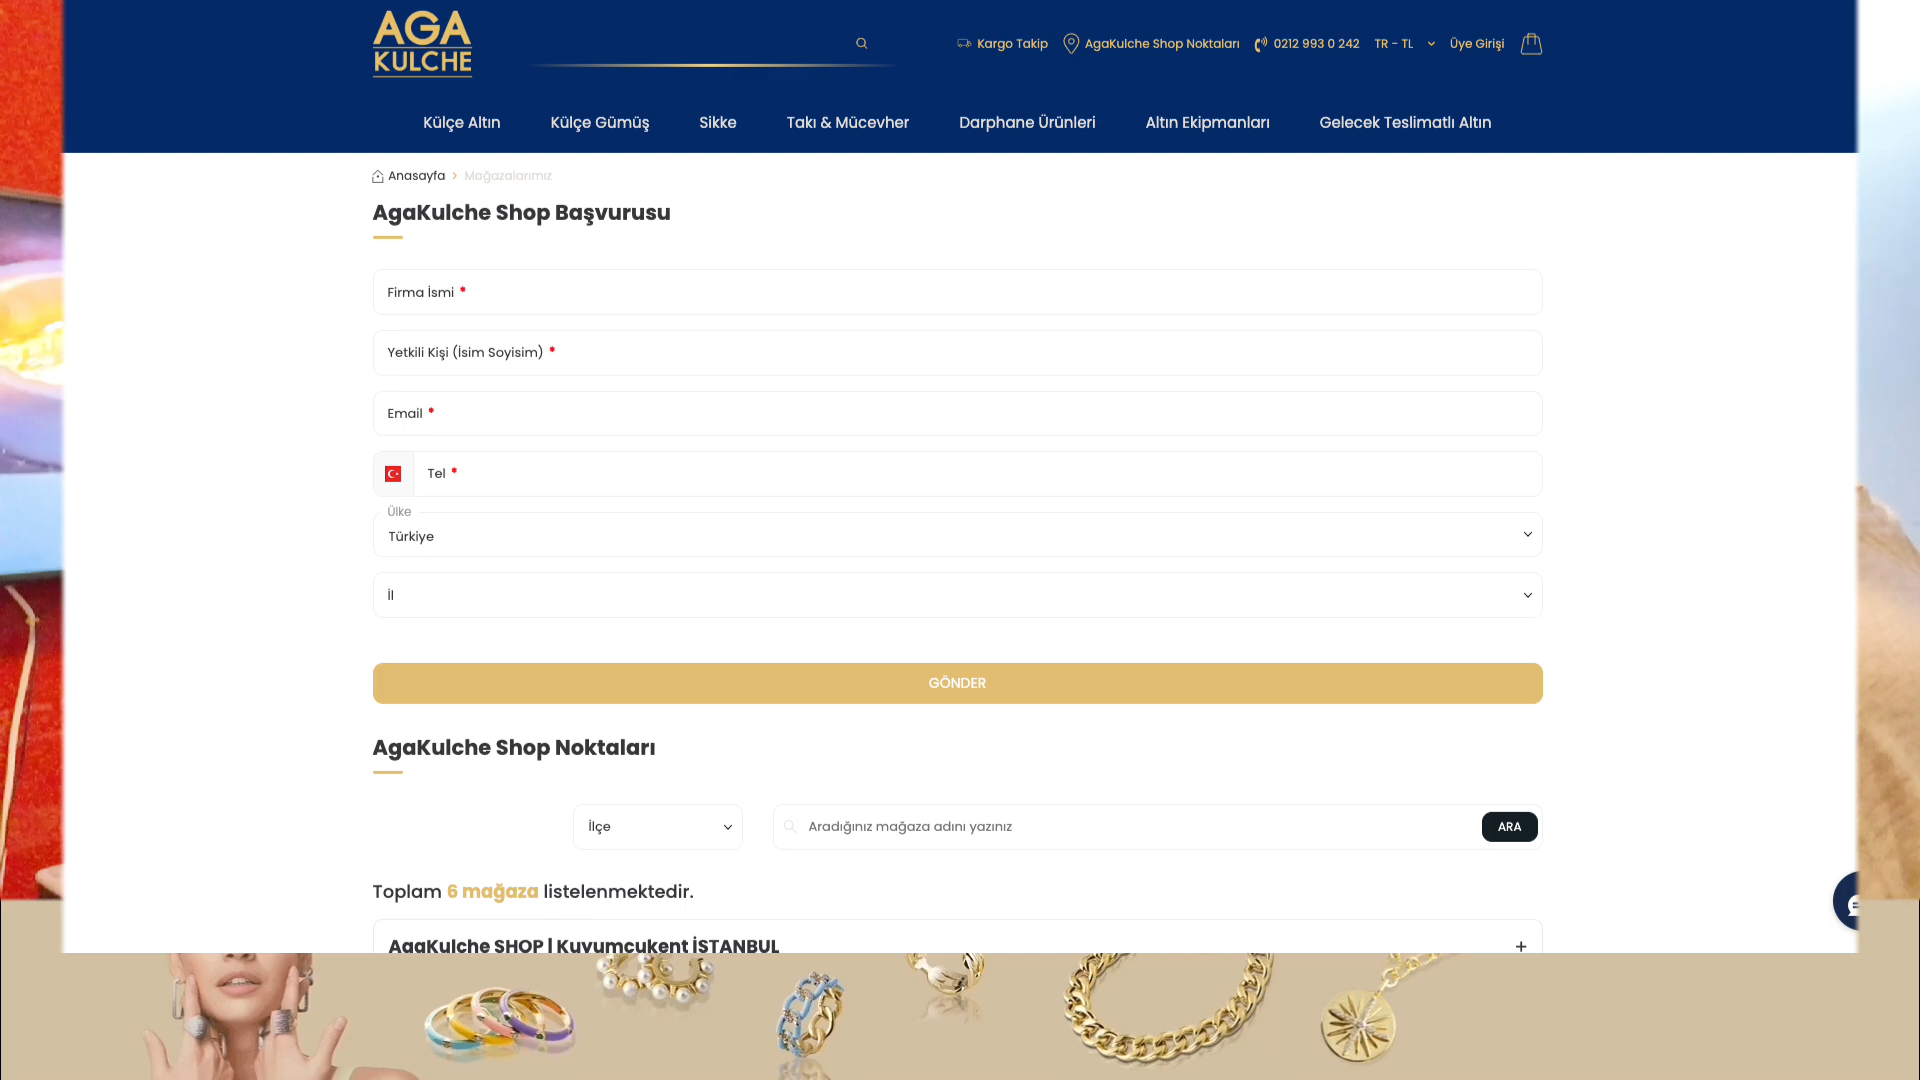 AGA
KULCHE
Kargo Takip
AgaKulche Shop Noktaları
0212 993 0 242
TR - TL
Üye Girişi
Külçe Altın
Külçe Gümüş
Sikke
Takı & Mücevher
Darphane Ürünleri
Altın Ekipmanları
Gelecek Teslimatlı Altın
Anasayfa > Mağazalarımız
AgaKulche Shop Başvurusu
Firma İsmi *
Yetkili Kişi (İsim Soyisim) *
Email *
Tel *
Ülke
Türkiye
İl
GÖNDER
AgaKulche Shop Noktaları
İlçe
Aradığınız mağaza adını yazınız
ARA
Toplam 6 mağaza listelenmektedir.
AgaKulche SHOP | Kuyumcukent İSTANBUL
+